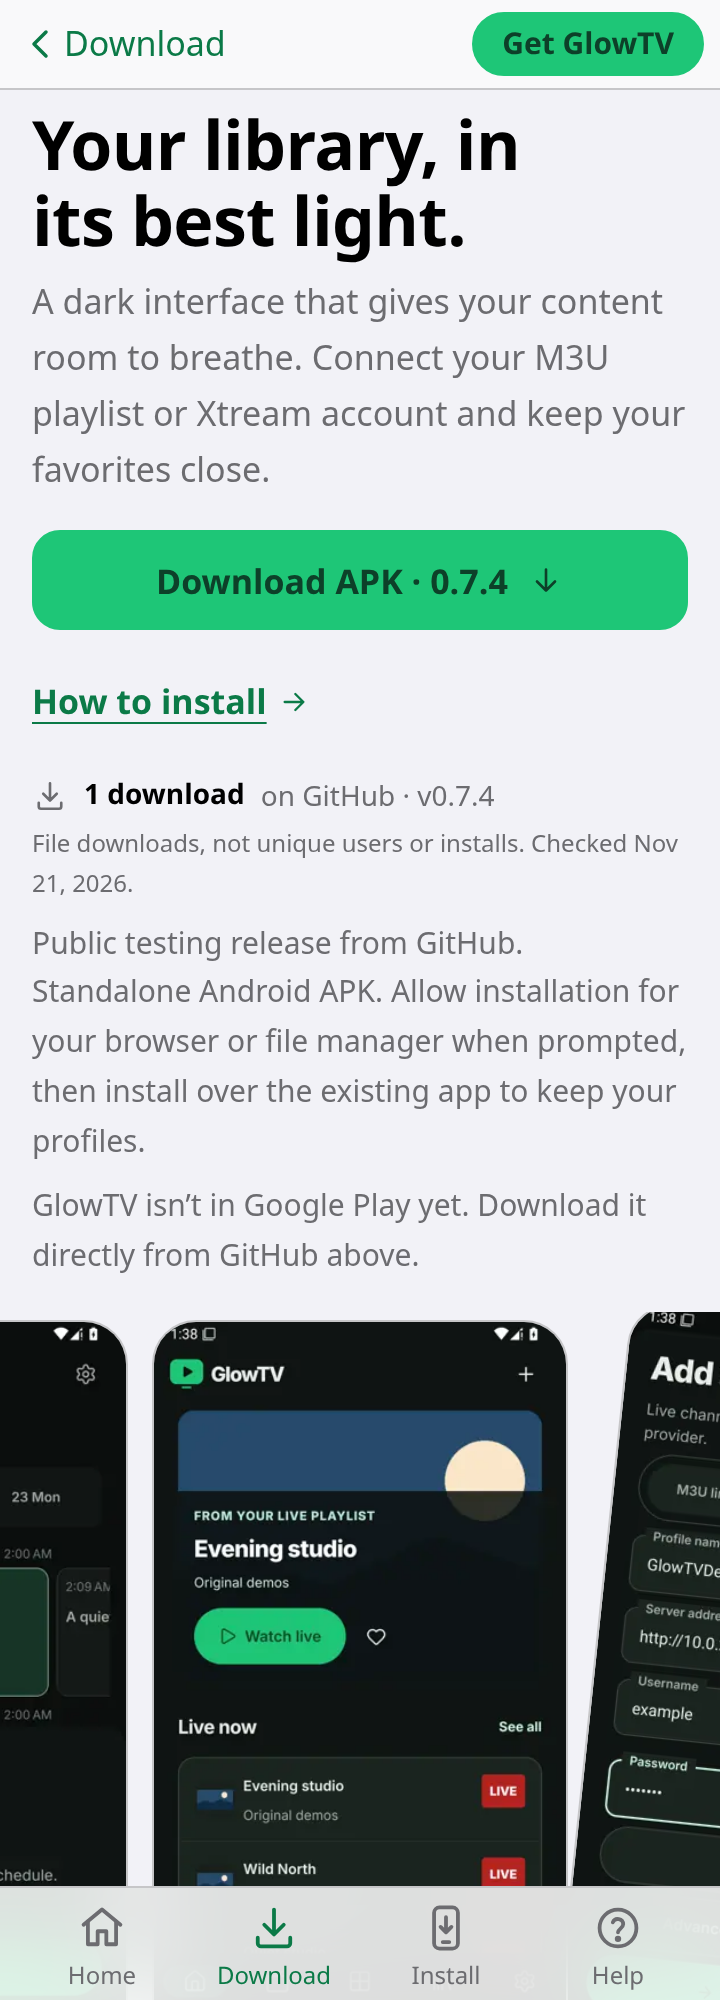 Download
Get GlowTV
Your library, in
its best light.
A dark interface that gives your content
room to breathe. Connect your M3U
playlist or Xtream account and keep your
favorites close.
Download APK · 0.7.4
How to install
1 download on GitHub · v0.7.4
File downloads, not unique users or installs. Checked Nov
21, 2026.
Public testing release from GitHub.
Standalone Android APK. Allow installation for
your browser or file manager when prompted,
then install over the existing app to keep your
profiles.
GlowTV isn’t in Google Play yet. Download it
directly from GitHub above.
23 Mon
2:00 AM
2:09 AM
A quie
2:00 AM
chedule.
1:38
GlowTV
FROM YOUR LIVE PLAYLIST
Evening studio
Original demos
Watch live
Live now
See all
Evening studio
LIVE
Original demos
Wild North
LIVE
1:38
Add
Live chann
provider.
M3U li
Profile nam
GlowTVDe
Server addre
http://10.0.
Username
example
Password
•••••••
Home
Download
Install
Help